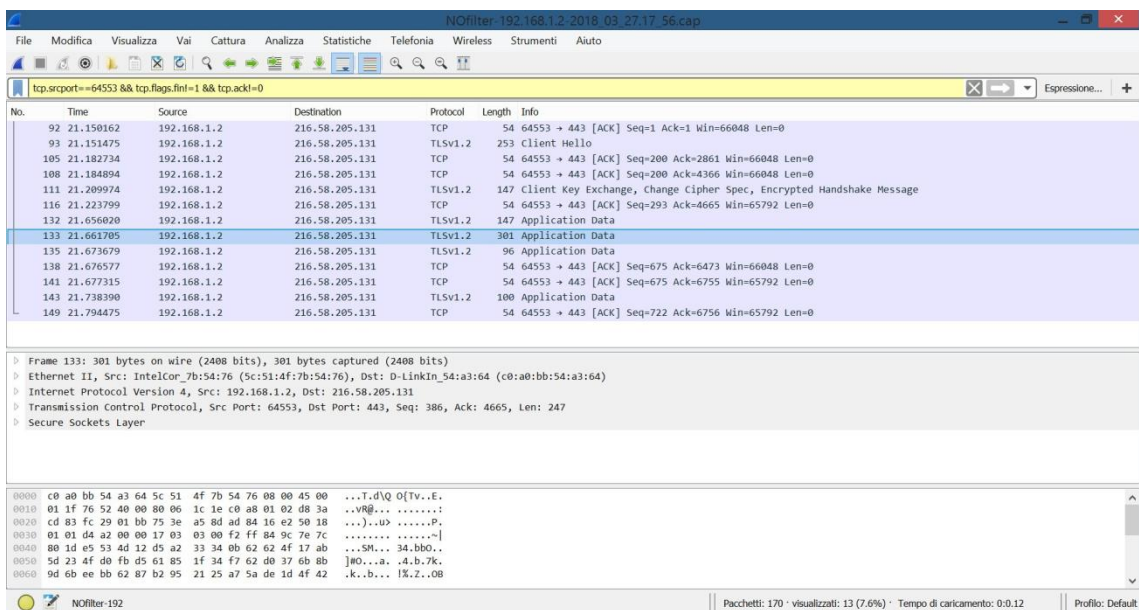 NOfilter-192.168.1.2-2018_03_27.17_56.cap
File Modifica Visualizza Vai Cattura Analizza Statistiche Telefonia Wireless Strumenti Aiuto
tcp.srcport==64553 && tcp.flags.fin!=1 && tcp.ack!=0 Espressione... +
No. Time Source Destination Protocol Length Info
92 21.150162 192.168.1.2 216.58.205.131 TCP 54 64553 → 443 [ACK] Seq=1 Ack=1 Win=66048 Len=0
93 21.151475 192.168.1.2 216.58.205.131 TLSv1.2 253 Client Hello
105 21.182734 192.168.1.2 216.58.205.131 TCP 54 64553 → 443 [ACK] Seq=200 Ack=2861 Win=66048 Len=0
108 21.184894 192.168.1.2 216.58.205.131 TCP 54 64553 → 443 [ACK] Seq=200 Ack=4366 Win=66048 Len=0
111 21.209974 192.168.1.2 216.58.205.131 TLSv1.2 147 Client Key Exchange, Change Cipher Spec, Encrypted Handshake Message
116 21.223799 192.168.1.2 216.58.205.131 TCP 54 64553 → 443 [ACK] Seq=293 Ack=4665 Win=65792 Len=0
132 21.656020 192.168.1.2 216.58.205.131 TLSv1.2 147 Application Data
133 21.661705 192.168.1.2 216.58.205.131 TLSv1.2 301 Application Data
135 21.673679 192.168.1.2 216.58.205.131 TLSv1.2 96 Application Data
138 21.676577 192.168.1.2 216.58.205.131 TCP 54 64553 → 443 [ACK] Seq=675 Ack=6473 Win=66048 Len=0
141 21.677315 192.168.1.2 216.58.205.131 TCP 54 64553 → 443 [ACK] Seq=675 Ack=6755 Win=65792 Len=0
143 21.738390 192.168.1.2 216.58.205.131 TLSv1.2 100 Application Data
149 21.794475 192.168.1.2 216.58.205.131 TCP 54 64553 → 443 [ACK] Seq=722 Ack=6756 Win=65792 Len=0
Frame 133: 301 bytes on wire (2408 bits), 301 bytes captured (2408 bits)
Ethernet II, Src: IntelCor_7b:54:76 (5c:51:4f:7b:54:76), Dst: D-LinkIn_54:a3:64 (c0:a0:bb:54:a3:64)
Internet Protocol Version 4, Src: 192.168.1.2, Dst: 216.58.205.131
Transmission Control Protocol, Src Port: 64553, Dst Port: 443, Seq: 386, Ack: 4665, Len: 247
Secure Sockets Layer
0000 c0 a0 bb 54 a3 64 5c 51 4f 7b 54 76 08 00 45 00 ...T.d\Q O{Tv..E.
0010 01 1f 76 52 40 00 80 06 1c 1e c0 a8 01 02 d8 3a ..vR@... .......:
0020 cd 83 fc 29 01 bb 75 3e a5 8d ad 84 16 e2 50 18 ...)..u> ......P.
0030 01 01 d4 a2 00 00 17 03 03 00 f2 ff 84 9c 7e 7c ........ ......~|
0040 80 1d e5 53 4d 12 d5 a2 33 34 0b 62 62 4f 17 ab ...SM... 34.bbO..
0050 5d 23 4f d0 fb d5 61 85 1f 34 f7 62 d0 37 6b 8b ]#O...a. .4.b.7k.
0060 9d 6b ee bb 62 87 b2 95 21 25 a7 5a de 1d 4f 42 .k..b... !%.Z..OB
NOfilter-192 Pacchetti: 170 · visualizzati: 13 (7.6%) · Tempo di caricamento: 0:0.12 Profilo: Default